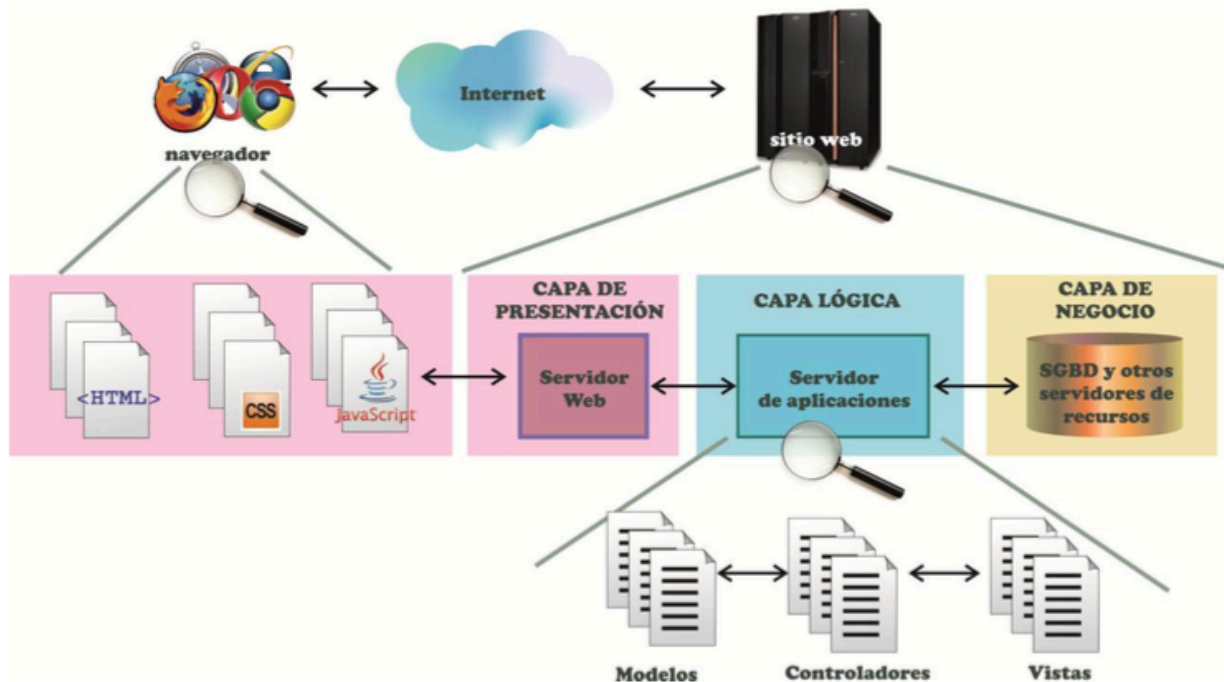 Internet
navegador
sitio web
<HTML>
CSS
JavaScript
CAPA DE
PRESENTACIÓN
Servidor
Web
CAPA LÓGICA
Servidor
de aplicaciones
CAPA DE
NEGOCIO
SGBD y otros
servidores de
recursos
Modelos
Controladores
Vistas